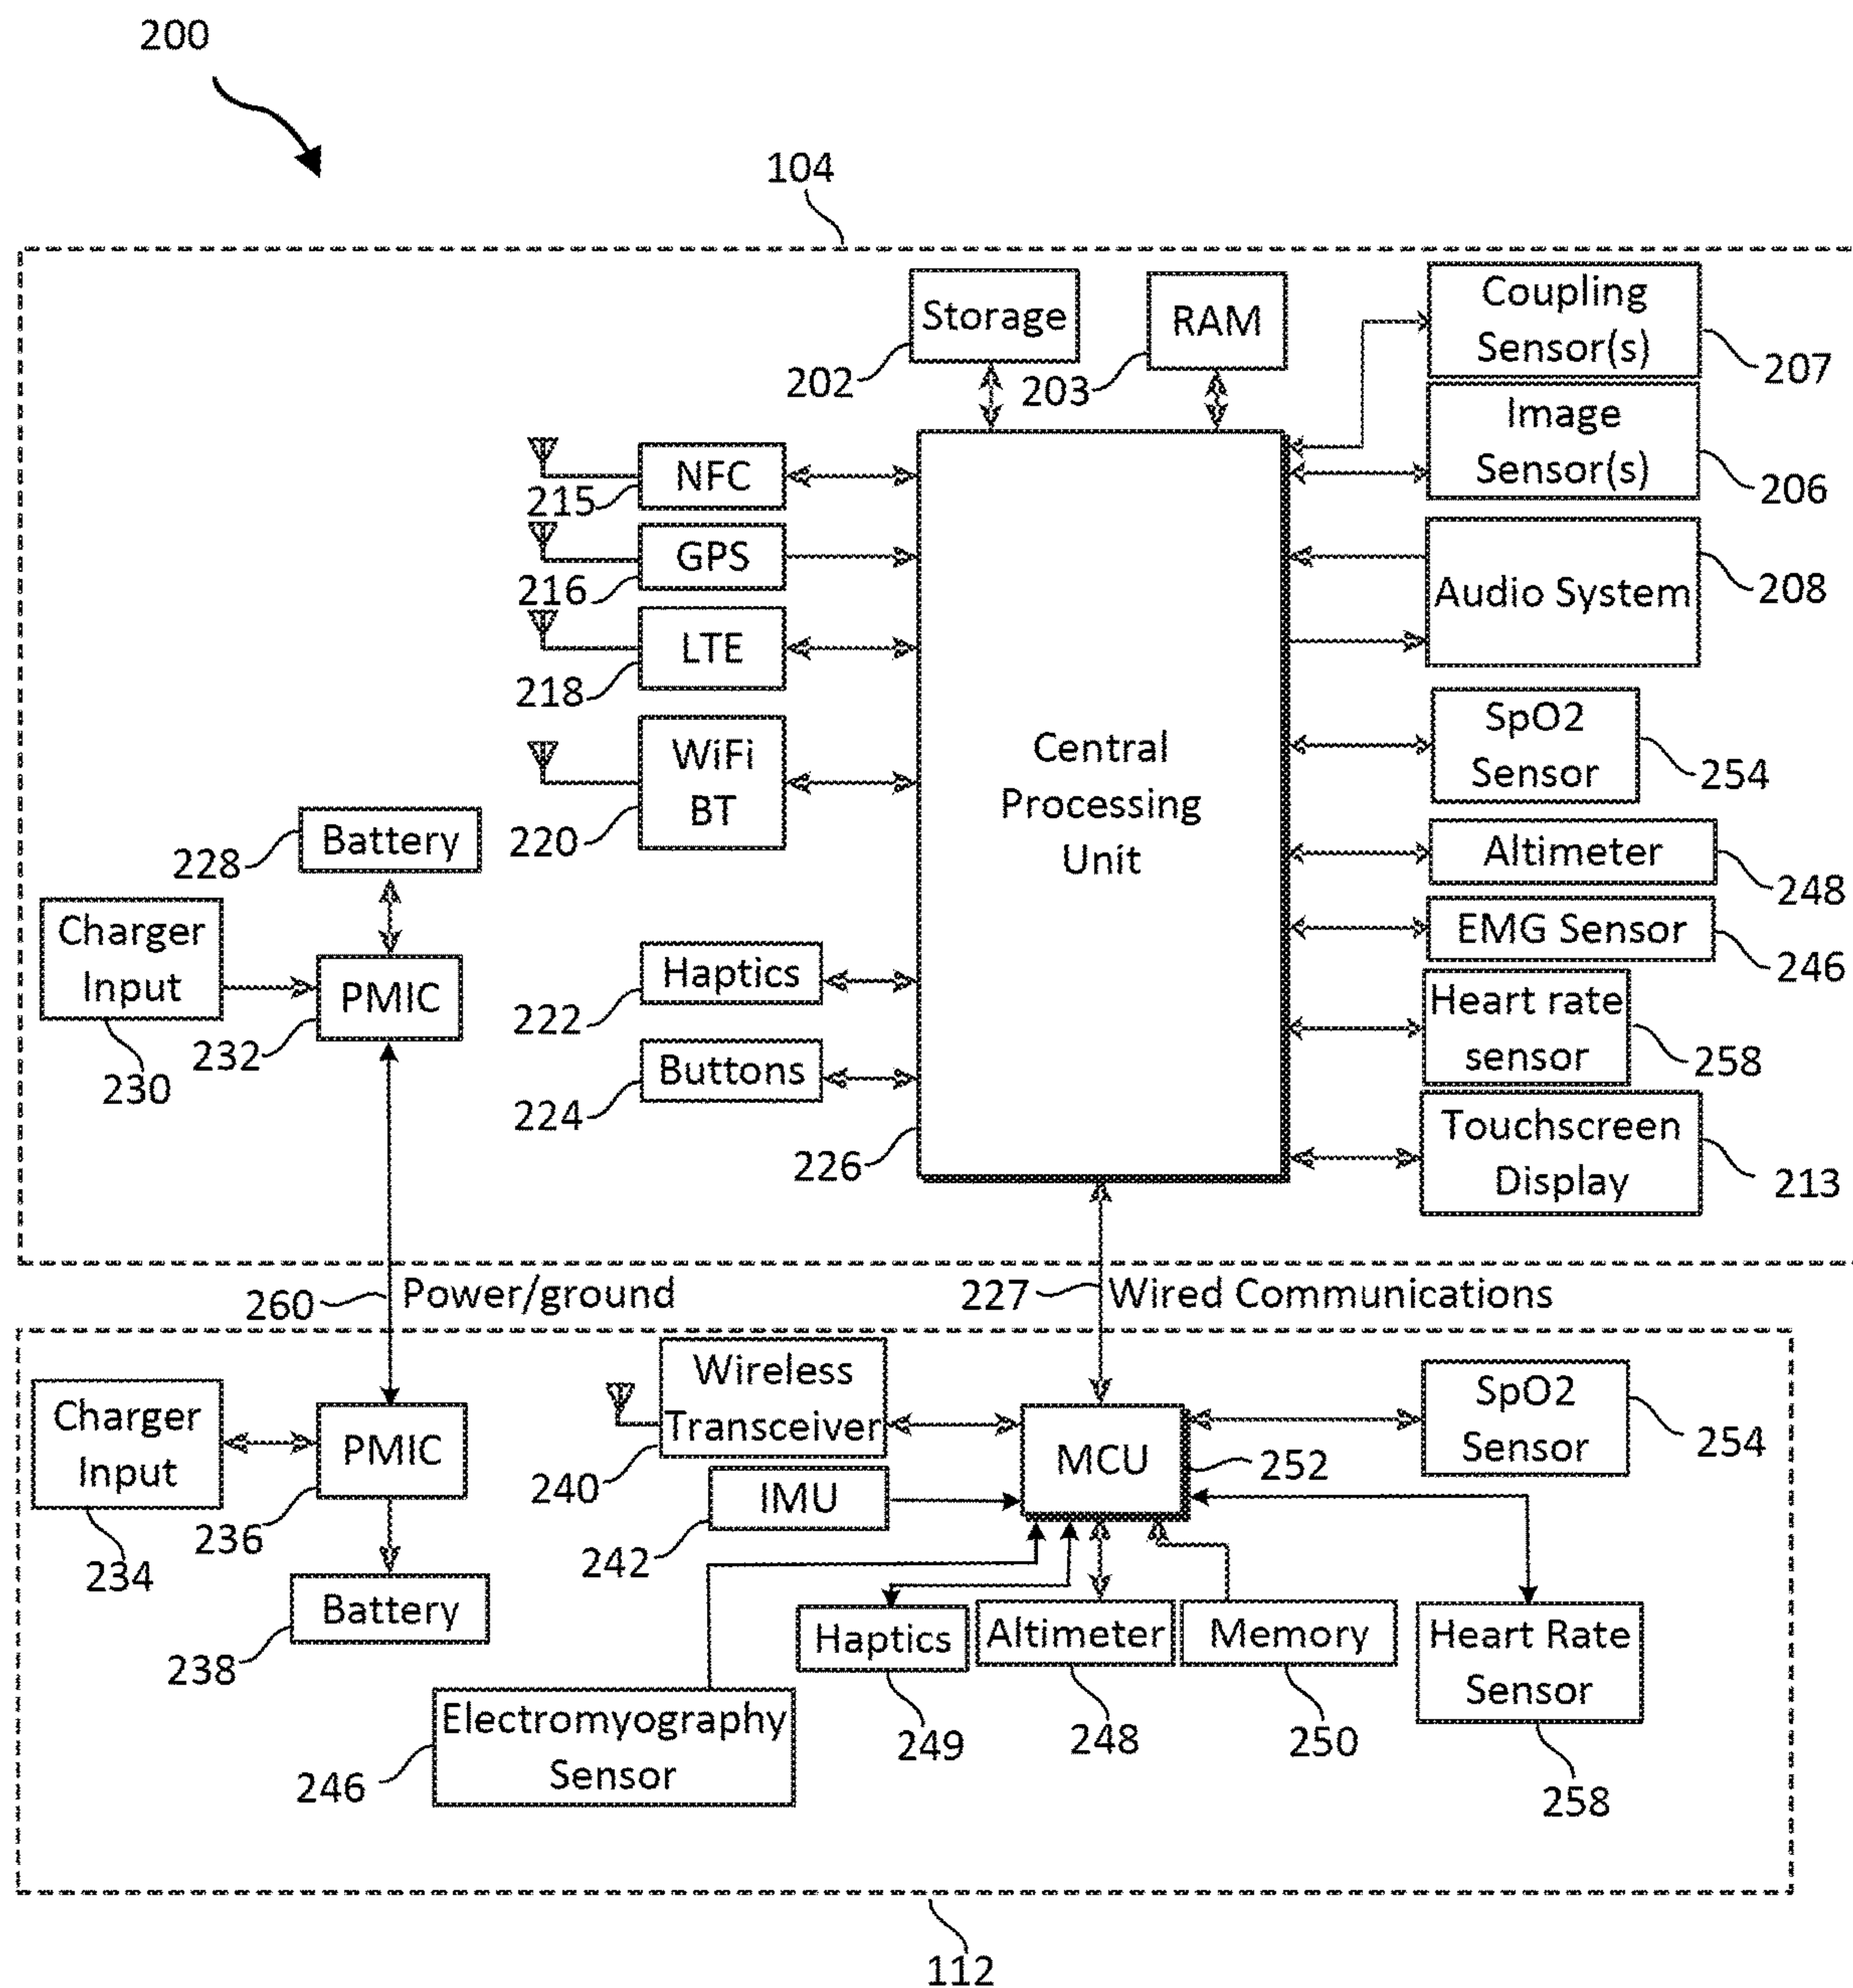 200
104
Storage
202
RAM
203
Coupling
Sensor(s)
207
Image
Sensor(s)
206
NFC
215
GPS
216
LTE
218
WiFi
BT
220
Audio System
208
Central
Processing
Unit
226
SpO2
Sensor
254
Altimeter
248
EMG Sensor
246
Heart rate
sensor
258
Touchscreen
Display
213
228
Battery
Charger
Input
230
PMIC
232
Haptics
222
Buttons
224
260
Power/ground
227
Wired Communications
Charger
Input
234
PMIC
236
Battery
238
Wireless
Transceiver
240
IMU
242
MCU
252
SpO2
Sensor
254
Electromyography
Sensor
246
Haptics
249
Altimeter
248
Memory
250
Heart Rate
Sensor
258
112